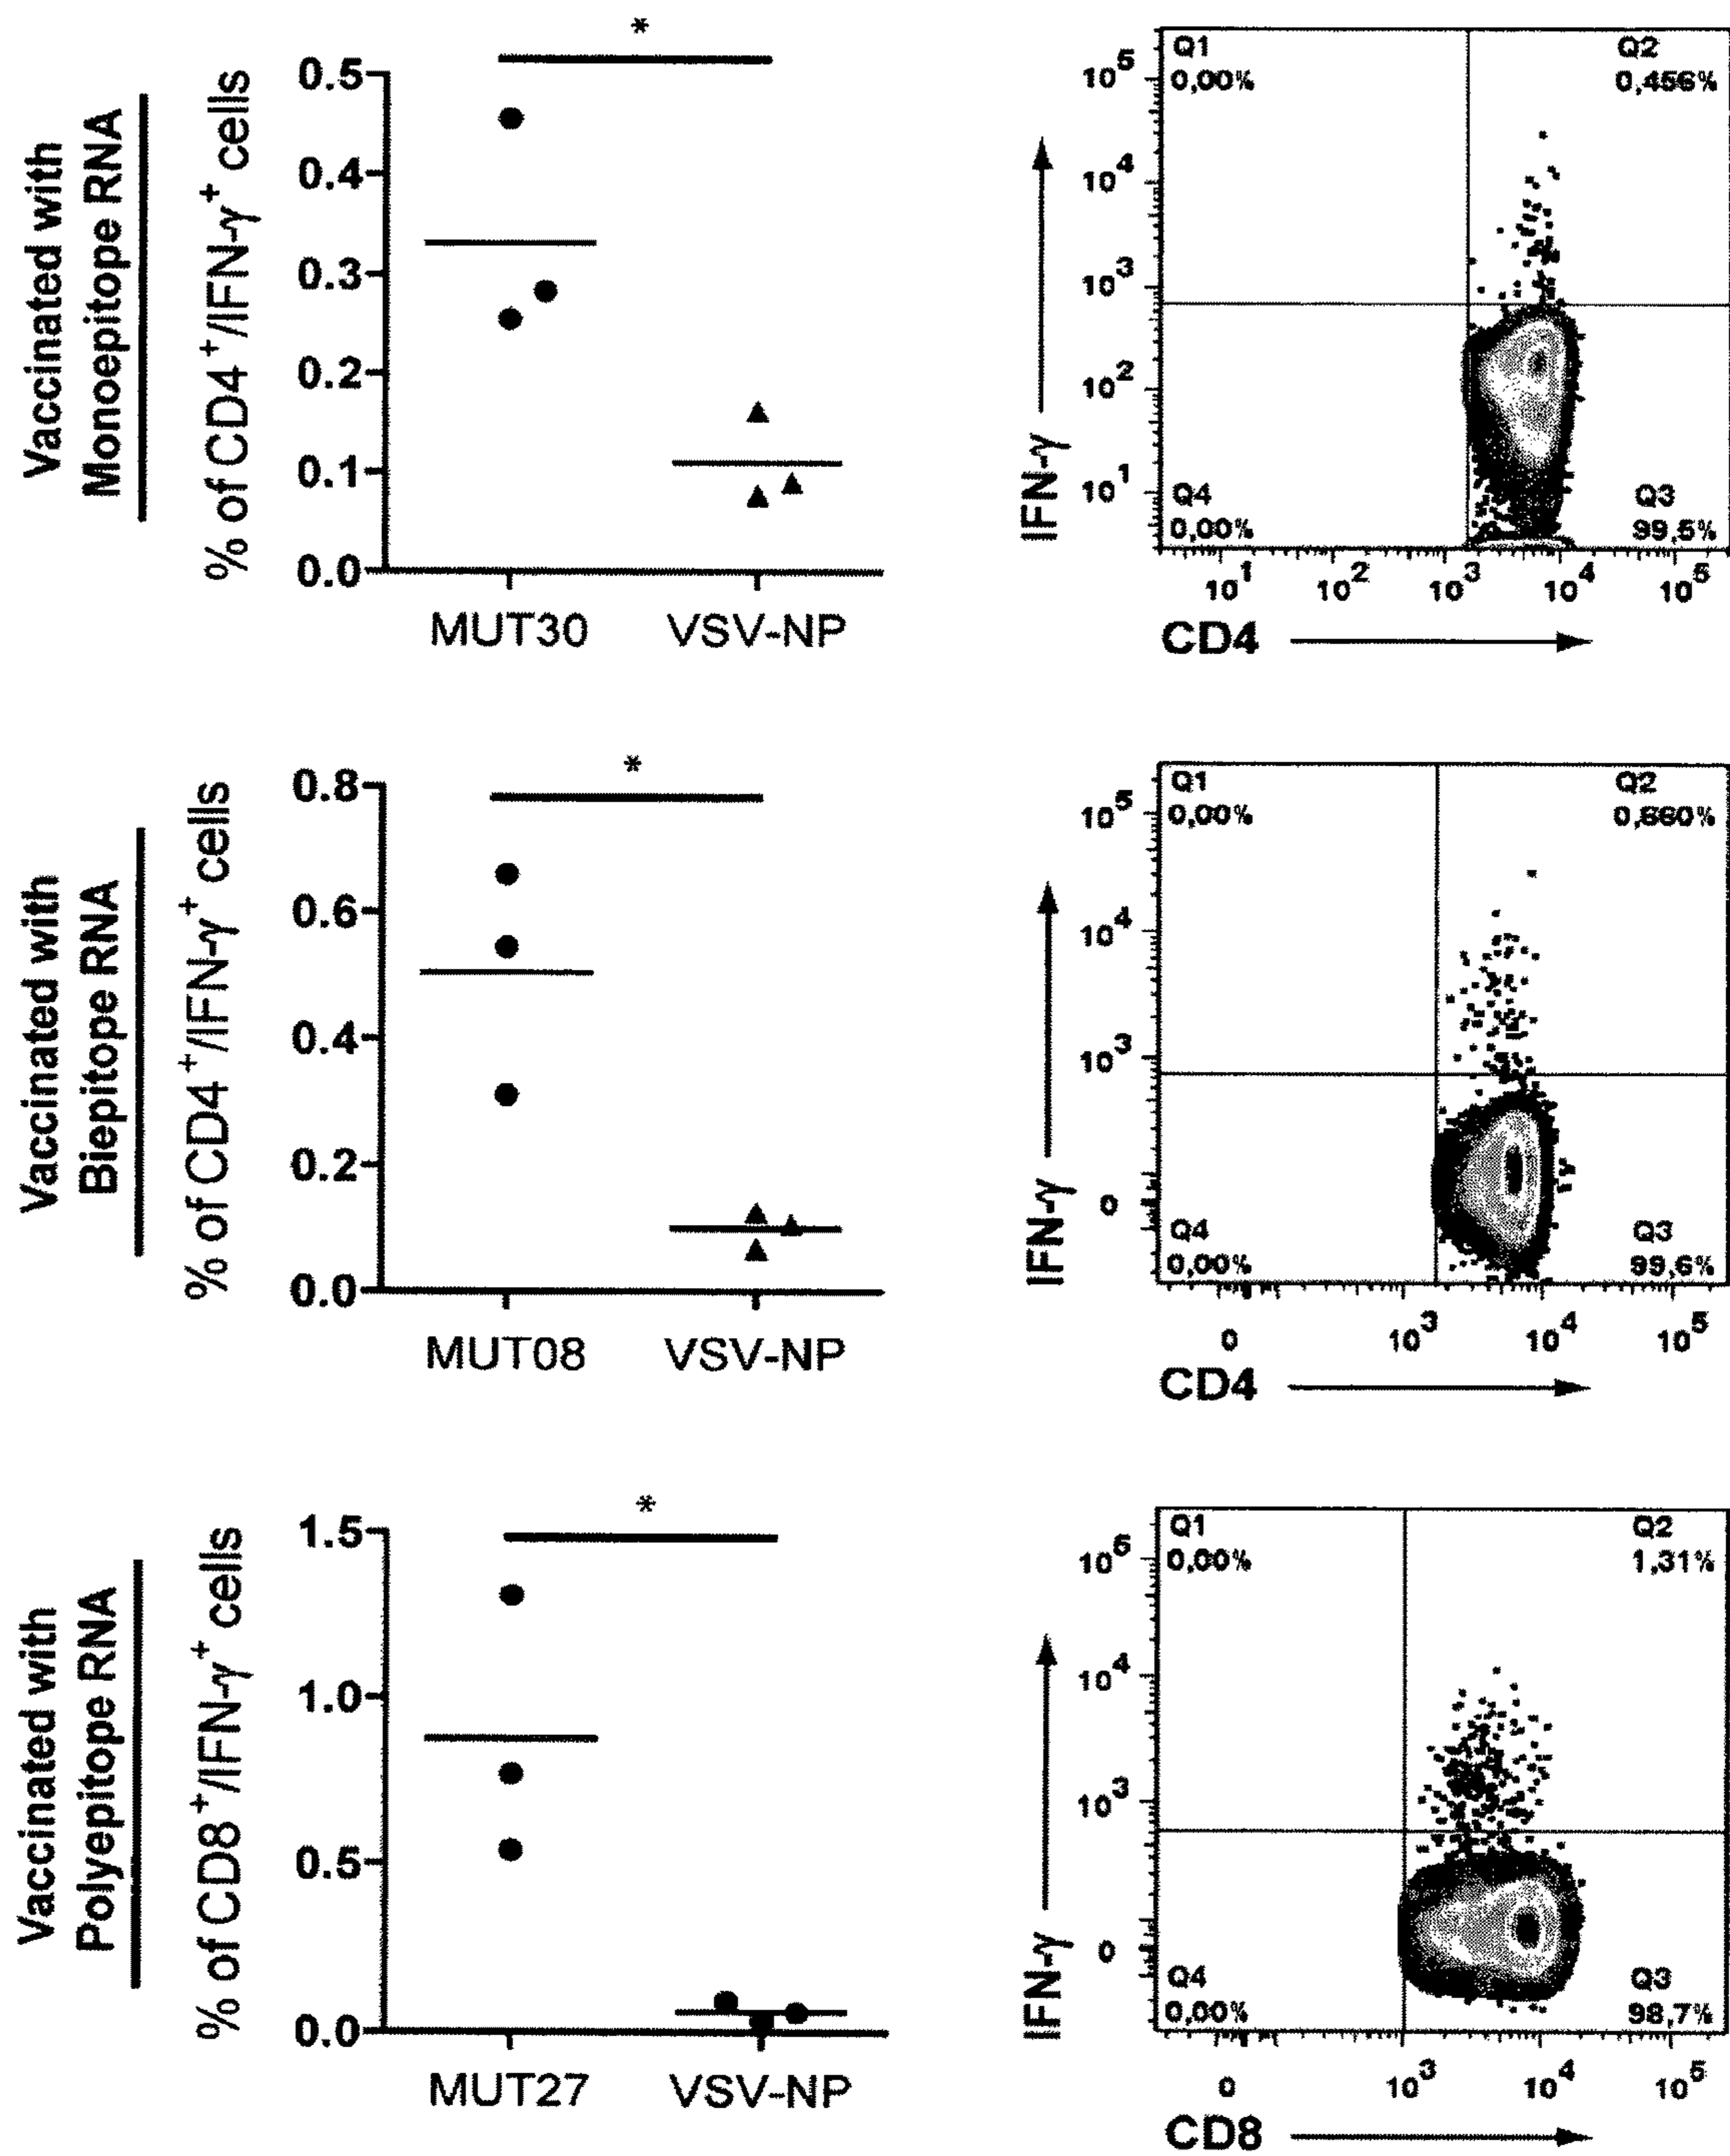 Vaccinated with
Monoepitope RNA
% of CD4+/IFN-γ+ cells
*
0.5
0.4
0.3
0.2
0.1
0.0
MUT30 VSV-NP
Q1
0,00%
Q2
0,456%
Q4
0,00%
Q3
99,5%
10^5
10^4
10^3
10^2
10^1
IFN-γ
10^1 10^2 10^3 10^4 10^5
CD4
Vaccinated with
Biepitope RNA
% of CD4+/IFN-γ+ cells
*
0.8
0.6
0.4
0.2
0.0
MUT08 VSV-NP
Q1
0,00%
Q2
0,660%
Q4
0,00%
Q3
99,6%
10^5
10^4
10^3
0
IFN-γ
0 10^3 10^4 10^5
CD4
Vaccinated with
Polyepitope RNA
% of CD8+/IFN-γ+ cells
*
1.5
1.0
0.5
0.0
MUT27 VSV-NP
Q1
0,00%
Q2
1,31%
Q4
0,00%
Q3
98,7%
10^5
10^4
10^3
0
IFN-γ
0 10^3 10^4 10^5
CD8